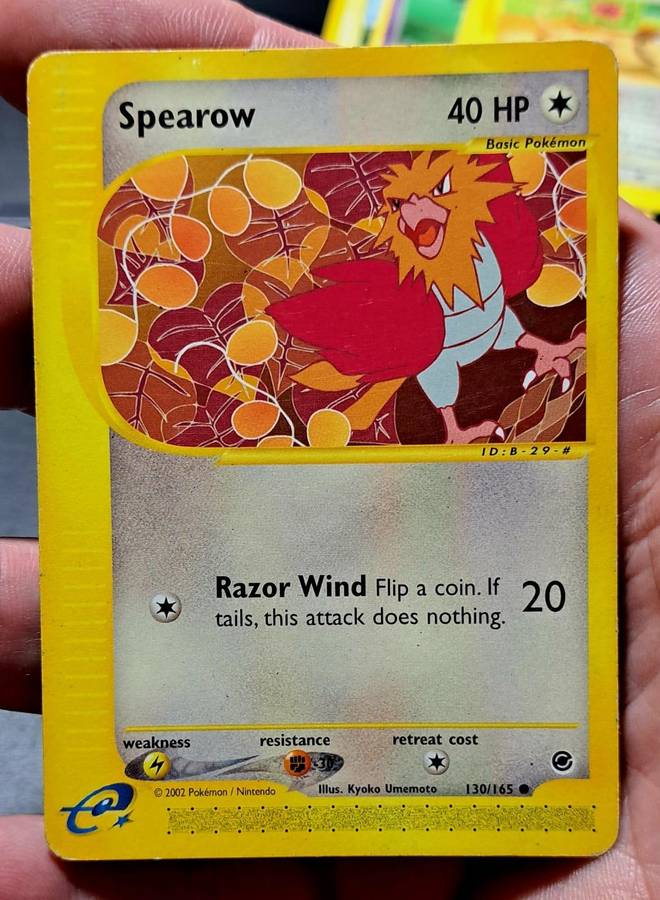 Spearow
40 HP
Basic Pokémon
ID:B-29-#
Razor Wind Flip a coin. If
tails, this attack does nothing.
20
weakness
resistance
retreat cost
-30
© 2002 Pokémon / Nintendo
Illus. Kyoko Umemoto
130/165
e